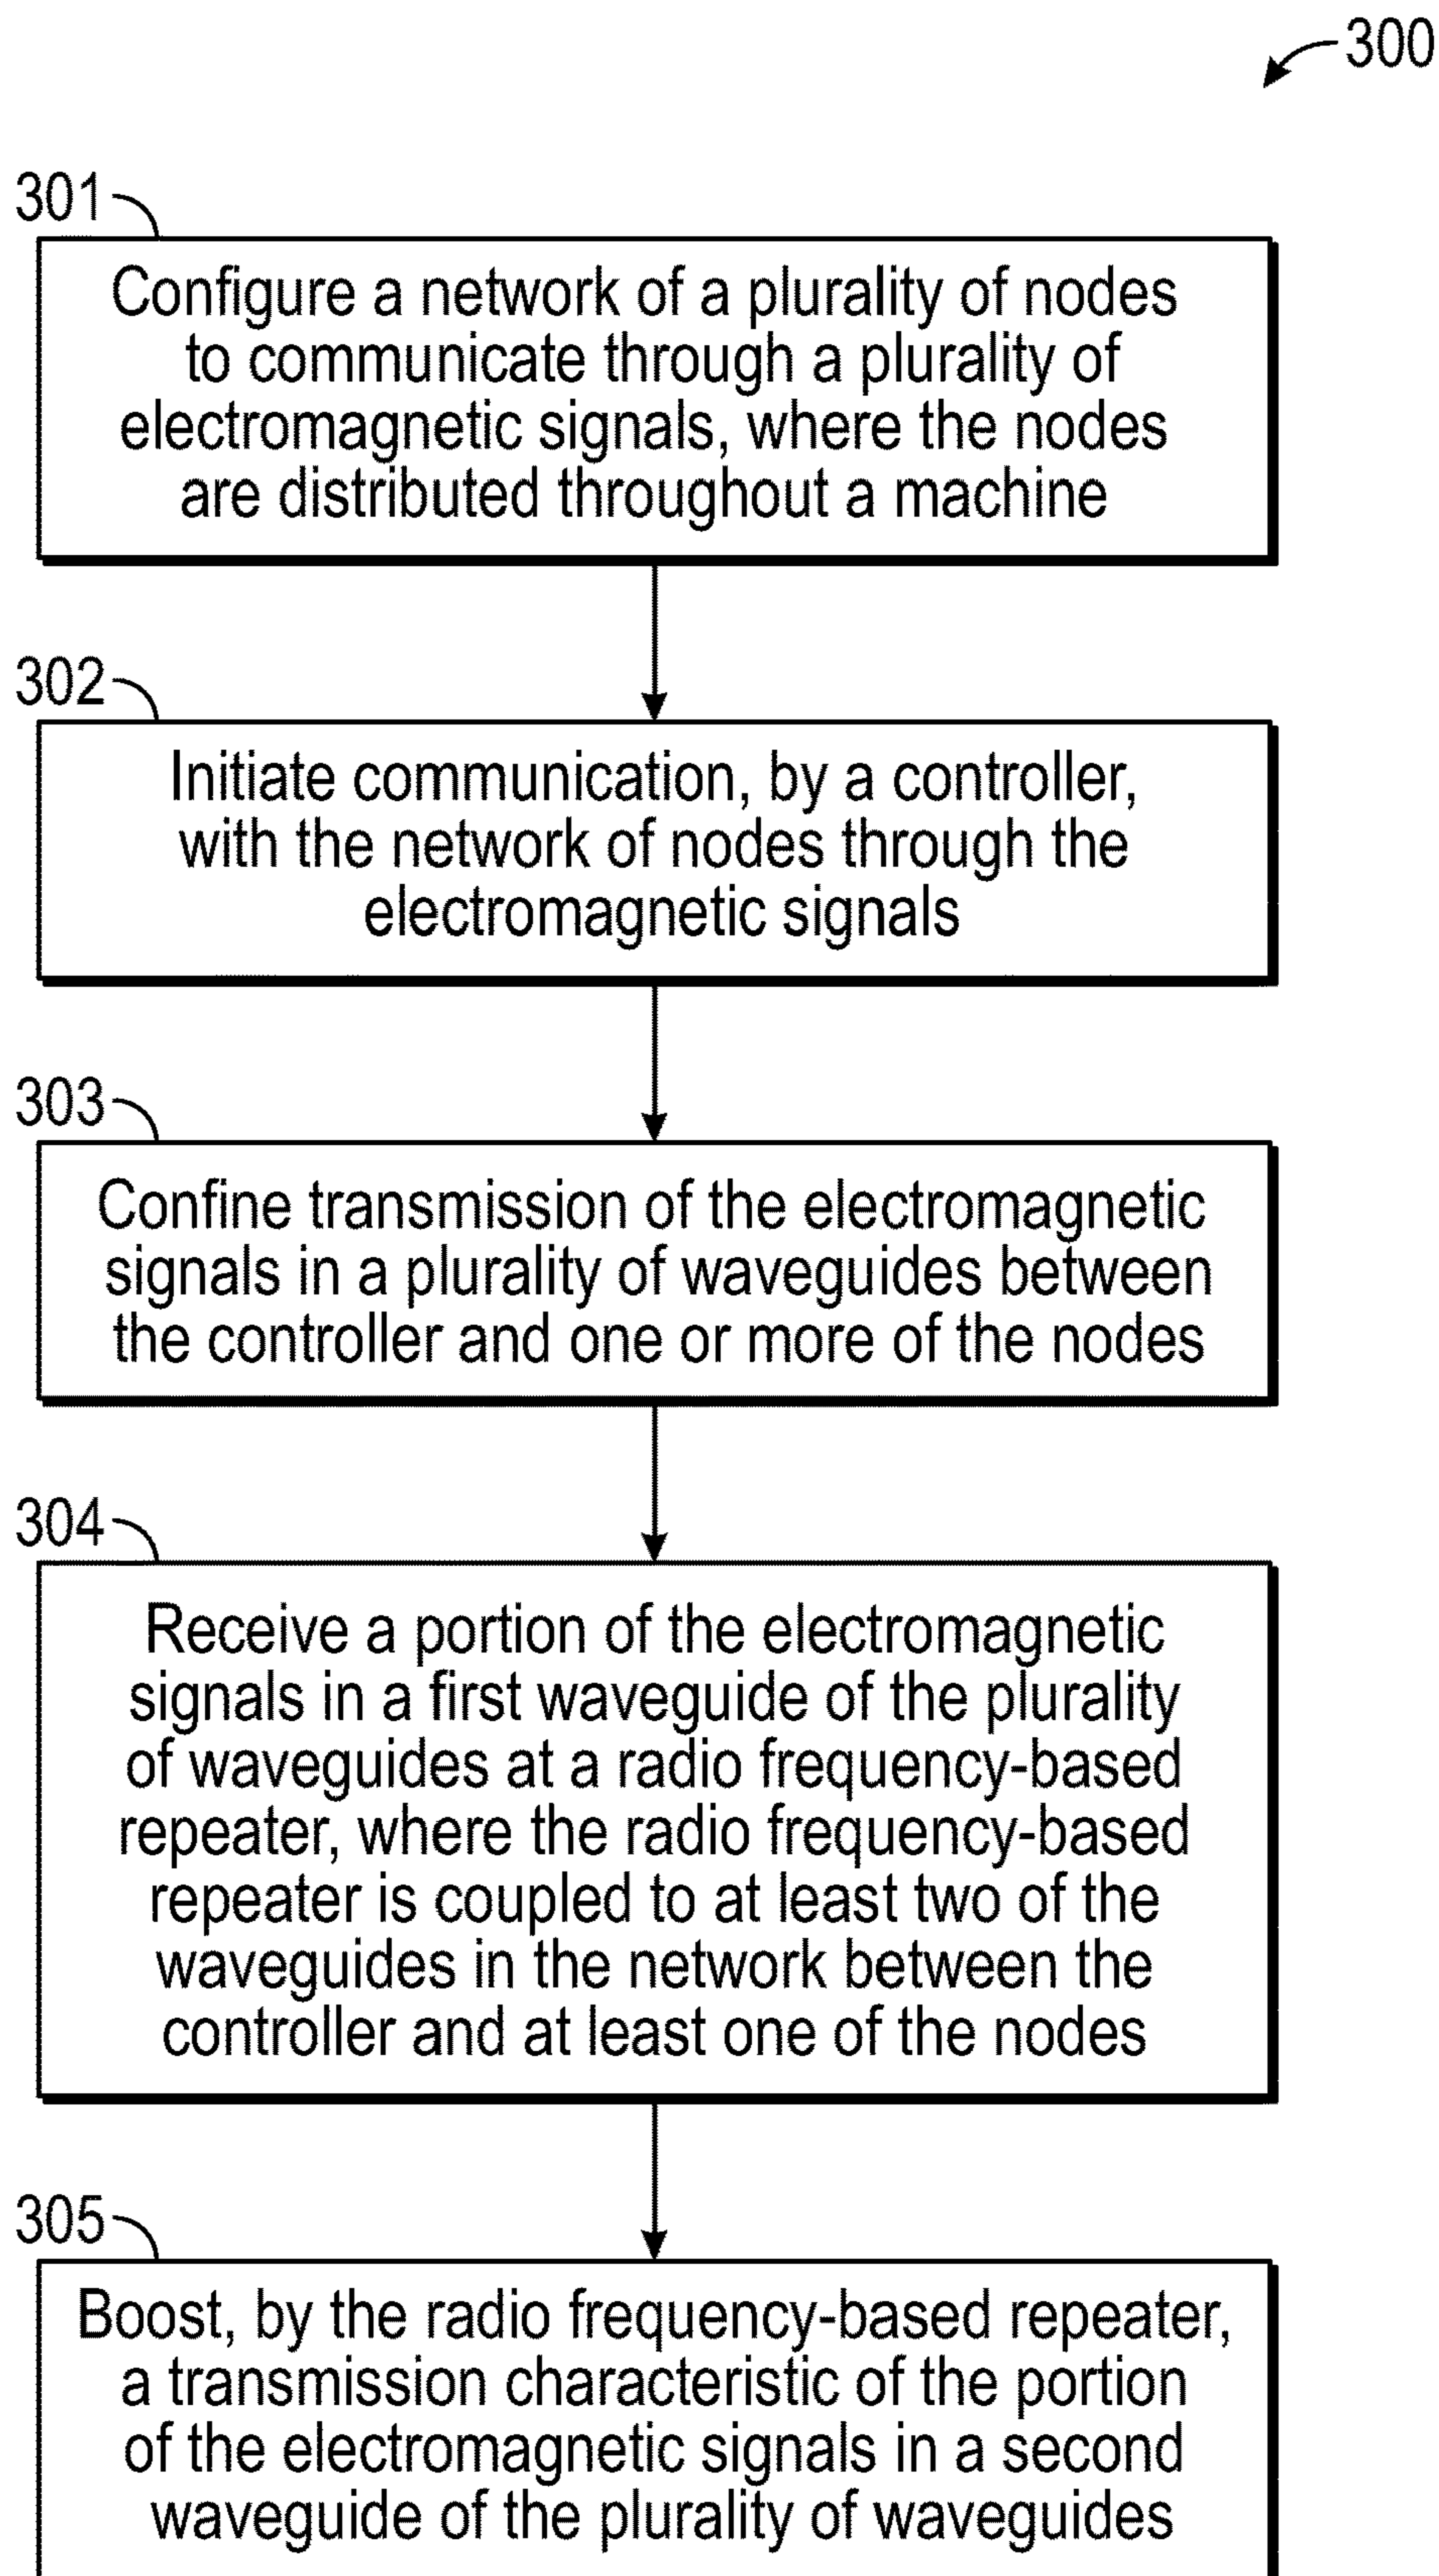 300
301
Configure a network of a plurality of nodes
to communicate through a plurality of
electromagnetic signals, where the nodes
are distributed throughout a machine
302
Initiate communication, by a controller,
with the network of nodes through the
electromagnetic signals
303
Confine transmission of the electromagnetic
signals in a plurality of waveguides between
the controller and one or more of the nodes
304
Receive a portion of the electromagnetic
signals in a first waveguide of the plurality
of waveguides at a radio frequency-based
repeater, where the radio frequency-based
repeater is coupled to at least two of the
waveguides in the network between the
controller and at least one of the nodes
305
Boost, by the radio frequency-based repeater,
a transmission characteristic of the portion
of the electromagnetic signals in a second
waveguide of the plurality of waveguides